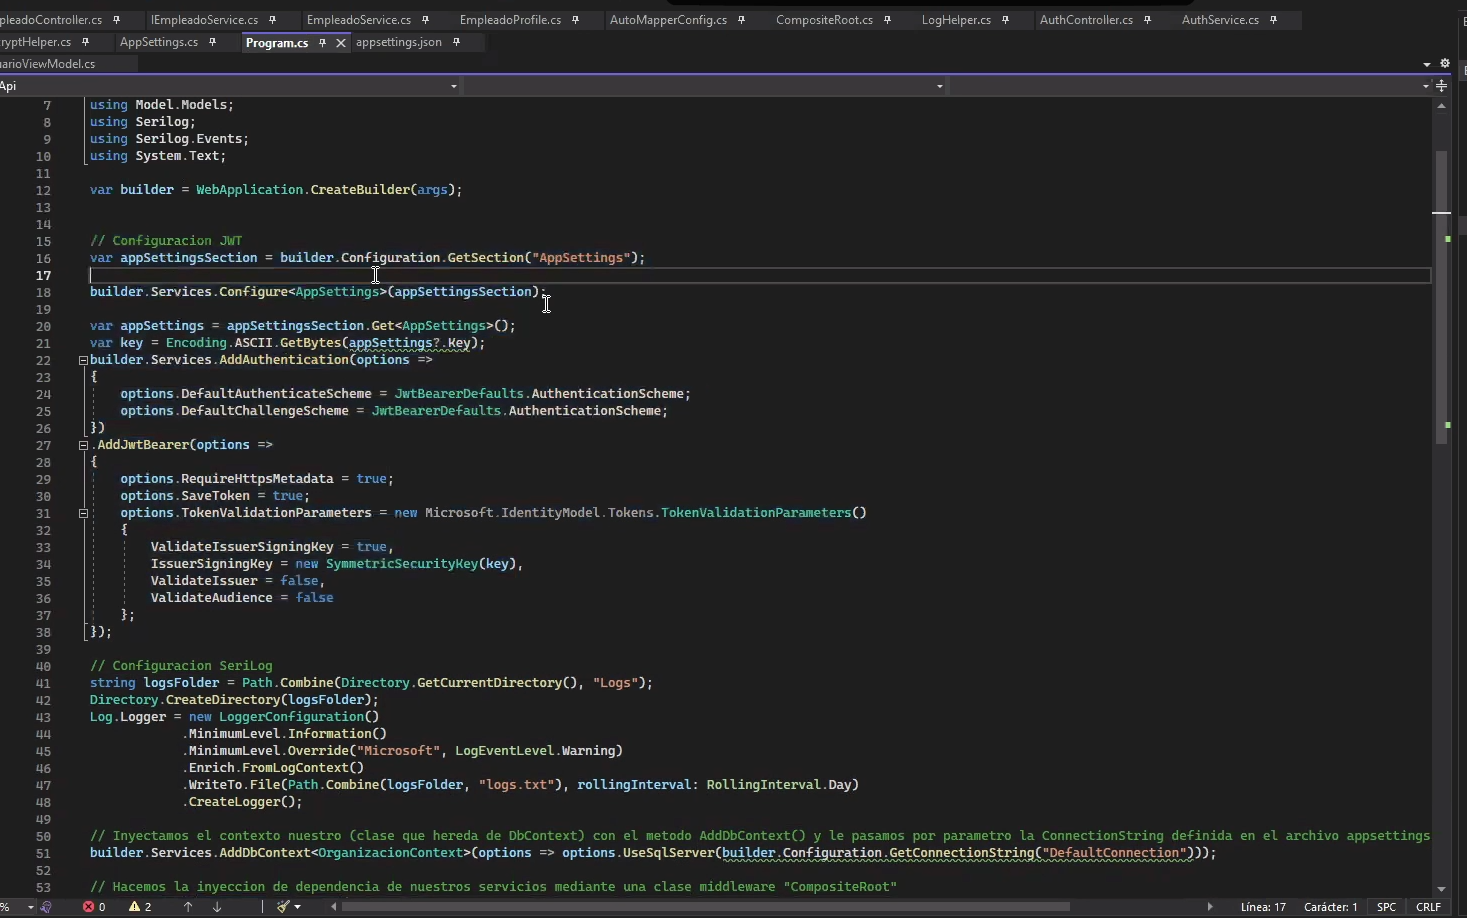 pleadoController.cs IEmpleadoService.cs EmpleadoService.cs EmpleadoProfile.cs AutoMapperConfig.cs CompositeRoot.cs LogHelper.cs AuthController.cs AuthService.cs
ryptHelper.cs AppSettings.cs Program.cs appsettings.json
arioViewModel.cs
Api
7 using Model.Models;
8 using Serilog;
9 using Serilog.Events;
10 using System.Text;
11
12 var builder = WebApplication.CreateBuilder(args);
13
14
15 // Configuracion JWT
16 var appSettingsSection = builder.Configuration.GetSection("AppSettings");
17
18 builder.Services.Configure<AppSettings>(appSettingsSection);
19
20 var appSettings = appSettingsSection.Get<AppSettings>();
21 var key = Encoding.ASCII.GetBytes(appSettings?.Key);
22 builder.Services.AddAuthentication(options =>
23 {
24 options.DefaultAuthenticateScheme = JwtBearerDefaults.AuthenticationScheme;
25 options.DefaultChallengeScheme = JwtBearerDefaults.AuthenticationScheme;
26 })
27 .AddJwtBearer(options =>
28 {
29 options.RequireHttpsMetadata = true;
30 options.SaveToken = true;
31 options.TokenValidationParameters = new Microsoft.IdentityModel.Tokens.TokenValidationParameters()
32 {
33 ValidateIssuerSigningKey = true,
34 IssuerSigningKey = new SymmetricSecurityKey(key),
35 ValidateIssuer = false,
36 ValidateAudience = false
37 };
38 });
39
40 // Configuracion SeriLog
41 string logsFolder = Path.Combine(Directory.GetCurrentDirectory(), "Logs");
42 Directory.CreateDirectory(logsFolder);
43 Log.Logger = new LoggerConfiguration()
44 .MinimumLevel.Information()
45 .MinimumLevel.Override("Microsoft", LogEventLevel.Warning)
46 .Enrich.FromLogContext()
47 .WriteTo.File(Path.Combine(logsFolder, "logs.txt"), rollingInterval: RollingInterval.Day)
48 .CreateLogger();
49
50 // Inyectamos el contexto nuestro (clase que hereda de DbContext) con el metodo AddDbContext() y le pasamos por parametro la ConnectionString definida en el archivo appsettings
51 builder.Services.AddDbContext<OrganizacionContext>(options => options.UseSqlServer(builder.Configuration.GetConnectionString("DefaultConnection")));
52
53 // Hacemos la inyeccion de dependencia de nuestros servicios mediante una clase middleware "CompositeRoot"
% 0 2 Línea: 17 Carácter: 1 SPC CRLF